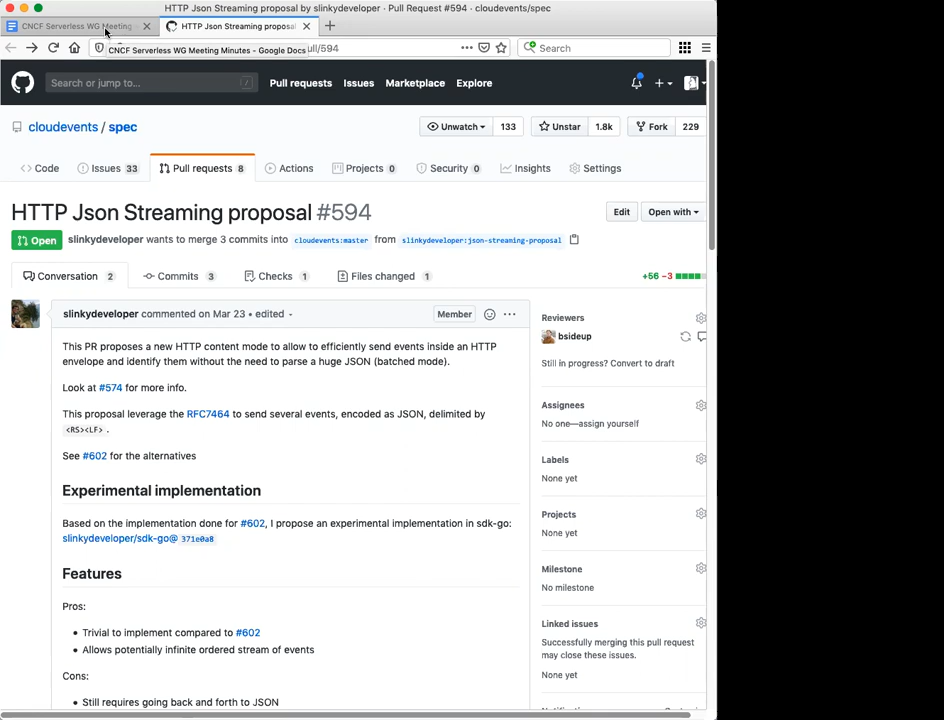 HTTP Json Streaming proposal by slinkydeveloper · Pull Request #594 · cloudevents/spec
CNCF Serverless WG Meeting
HTTP Json Streaming proposal
CNCF Serverless WG Meeting Minutes - Google Docs
ull/594
Search
Search or jump to...
/
Pull requests
Issues
Marketplace
Explore
cloudevents / spec
Unwatch
133
Unstar
1.8k
Fork
229
Code
Issues 33
Pull requests 8
Actions
Projects 0
Security 0
Insights
Settings
HTTP Json Streaming proposal #594
Edit
Open with
Open
slinkydeveloper wants to merge 3 commits into cloudevents:master from slinkydeveloper:json-streaming-proposal
Conversation 2
Commits 3
Checks 1
Files changed 1
+56 −3
slinkydeveloper commented on Mar 23 • edited
Member
This PR proposes a new HTTP content mode to allow to efficiently send events inside an HTTP
envelope and identify them without the need to parse a huge JSON (batched mode).
Look at #574 for more info.
This proposal leverage the RFC7464 to send several events, encoded as JSON, delimited by
<RS><LF> .
See #602 for the alternatives
Experimental implementation
Based on the implementation done for #602, I propose an experimental implementation in sdk-go:
slinkydeveloper/sdk-go@ 371e0a8
Features
Pros:
• Trivial to implement compared to #602
• Allows potentially infinite ordered stream of events
Cons:
• Still requires going back and forth to JSON
Reviewers
bsideup
Still in progress? Convert to draft
Assignees
No one—assign yourself
Labels
None yet
Projects
None yet
Milestone
No milestone
Linked issues
Successfully merging this pull request
may close these issues.
None yet